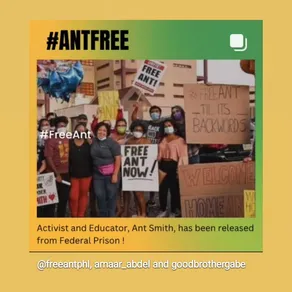 #ANTFREE
FREE
ANT!
FREE ANT
'TIL ITS
BACKWORDS
#FreeAnt
FREE
ANT
NOW!
WELCOME
HOME
Activist and Educator, Ant Smith, has been released
from Federal Prison !
@freeantphl, amaar_abdel and goodbrothergabe